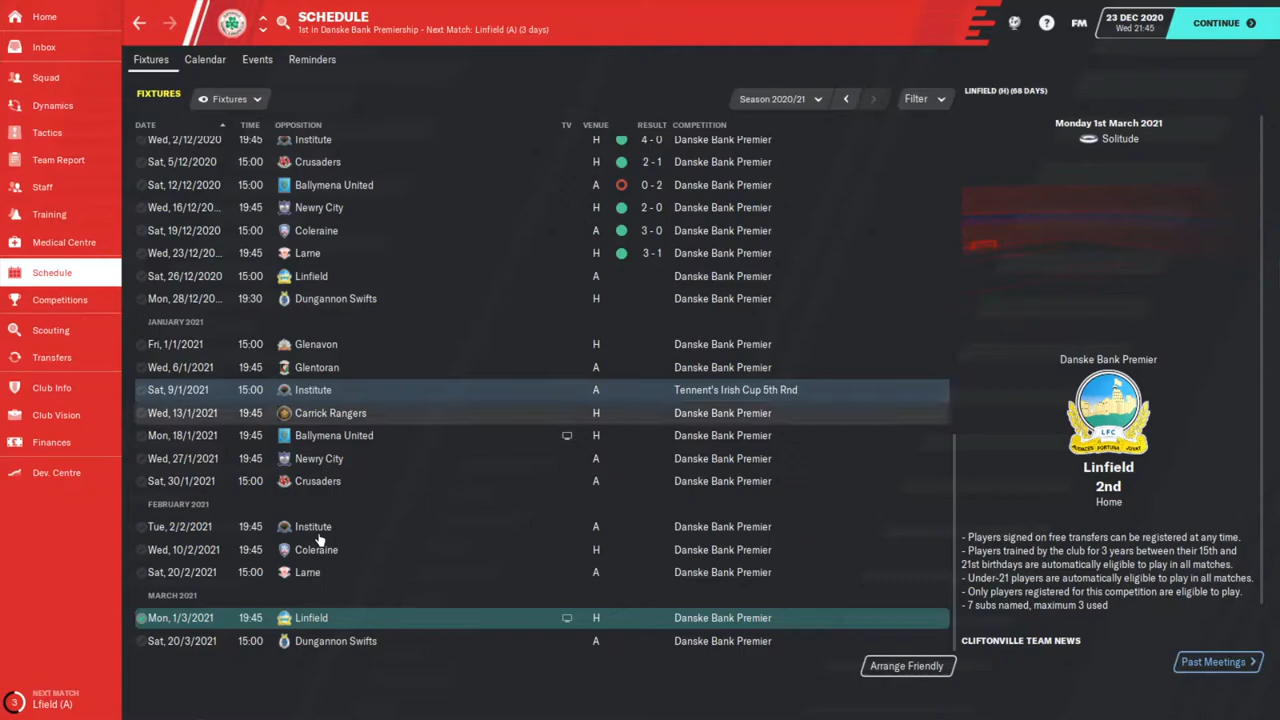 Home
Inbox
Squad
Dynamics
Tactics
Team Report
Staff
Training
Medical Centre
Schedule
Competitions
Scouting
Transfers
Club Info
Club Vision
Finances
Dev. Centre
3
NEXT MATCH
Lfield (A)
SCHEDULE
1st in Danske Bank Premiership - Next Match: Linfield (A) (3 days)
FM
23 DEC 2020
Wed 21:45
CONTINUE
Fixtures Calendar Events Reminders
FIXTURES Fixtures Season 2020/21 Filter
DATE TIME OPPOSITION TV VENUE RESULT COMPETITION
Wed, 2/12/2020 19:45 Institute H 4 - 0 Danske Bank Premier
Sat, 5/12/2020 15:00 Crusaders H 2 - 1 Danske Bank Premier
Sat, 12/12/2020 15:00 Ballymena United A 0 - 2 Danske Bank Premier
Wed, 16/12/20... 19:45 Newry City H 2 - 0 Danske Bank Premier
Sat, 19/12/2020 15:00 Coleraine A 3 - 0 Danske Bank Premier
Wed, 23/12/20... 19:45 Larne H 3 - 1 Danske Bank Premier
Sat, 26/12/2020 15:00 Linfield A Danske Bank Premier
Mon, 28/12/20... 19:30 Dungannon Swifts H Danske Bank Premier
JANUARY 2021
Fri, 1/1/2021 15:00 Glenavon H Danske Bank Premier
Wed, 6/1/2021 19:45 Glentoran A Danske Bank Premier
Sat, 9/1/2021 15:00 Institute A Tennent's Irish Cup 5th Rnd
Wed, 13/1/2021 19:45 Carrick Rangers H Danske Bank Premier
Mon, 18/1/2021 19:45 Ballymena United H Danske Bank Premier
Wed, 27/1/2021 19:45 Newry City A Danske Bank Premier
Sat, 30/1/2021 15:00 Crusaders A Danske Bank Premier
FEBRUARY 2021
Tue, 2/2/2021 19:45 Institute A Danske Bank Premier
Wed, 10/2/2021 19:45 Coleraine H Danske Bank Premier
Sat, 20/2/2021 15:00 Larne A Danske Bank Premier
MARCH 2021
Mon, 1/3/2021 19:45 Linfield H Danske Bank Premier
Sat, 20/3/2021 15:00 Dungannon Swifts A Danske Bank Premier
Arrange Friendly
LINFIELD (H) (68 DAYS)
Monday 1st March 2021
Solitude
Danske Bank Premier
LFC
Linfield
2nd
Home
- Players signed on free transfers can be registered at any time.
- Players trained by the club for 3 years between their 15th and
21st birthdays are automatically eligible to play in all matches.
- Under-21 players are automatically eligible to play in all matches.
- Only players registered for this competition are eligible to play.
- 7 subs named, maximum 3 used
CLIFTONVILLE TEAM NEWS
Past Meetings